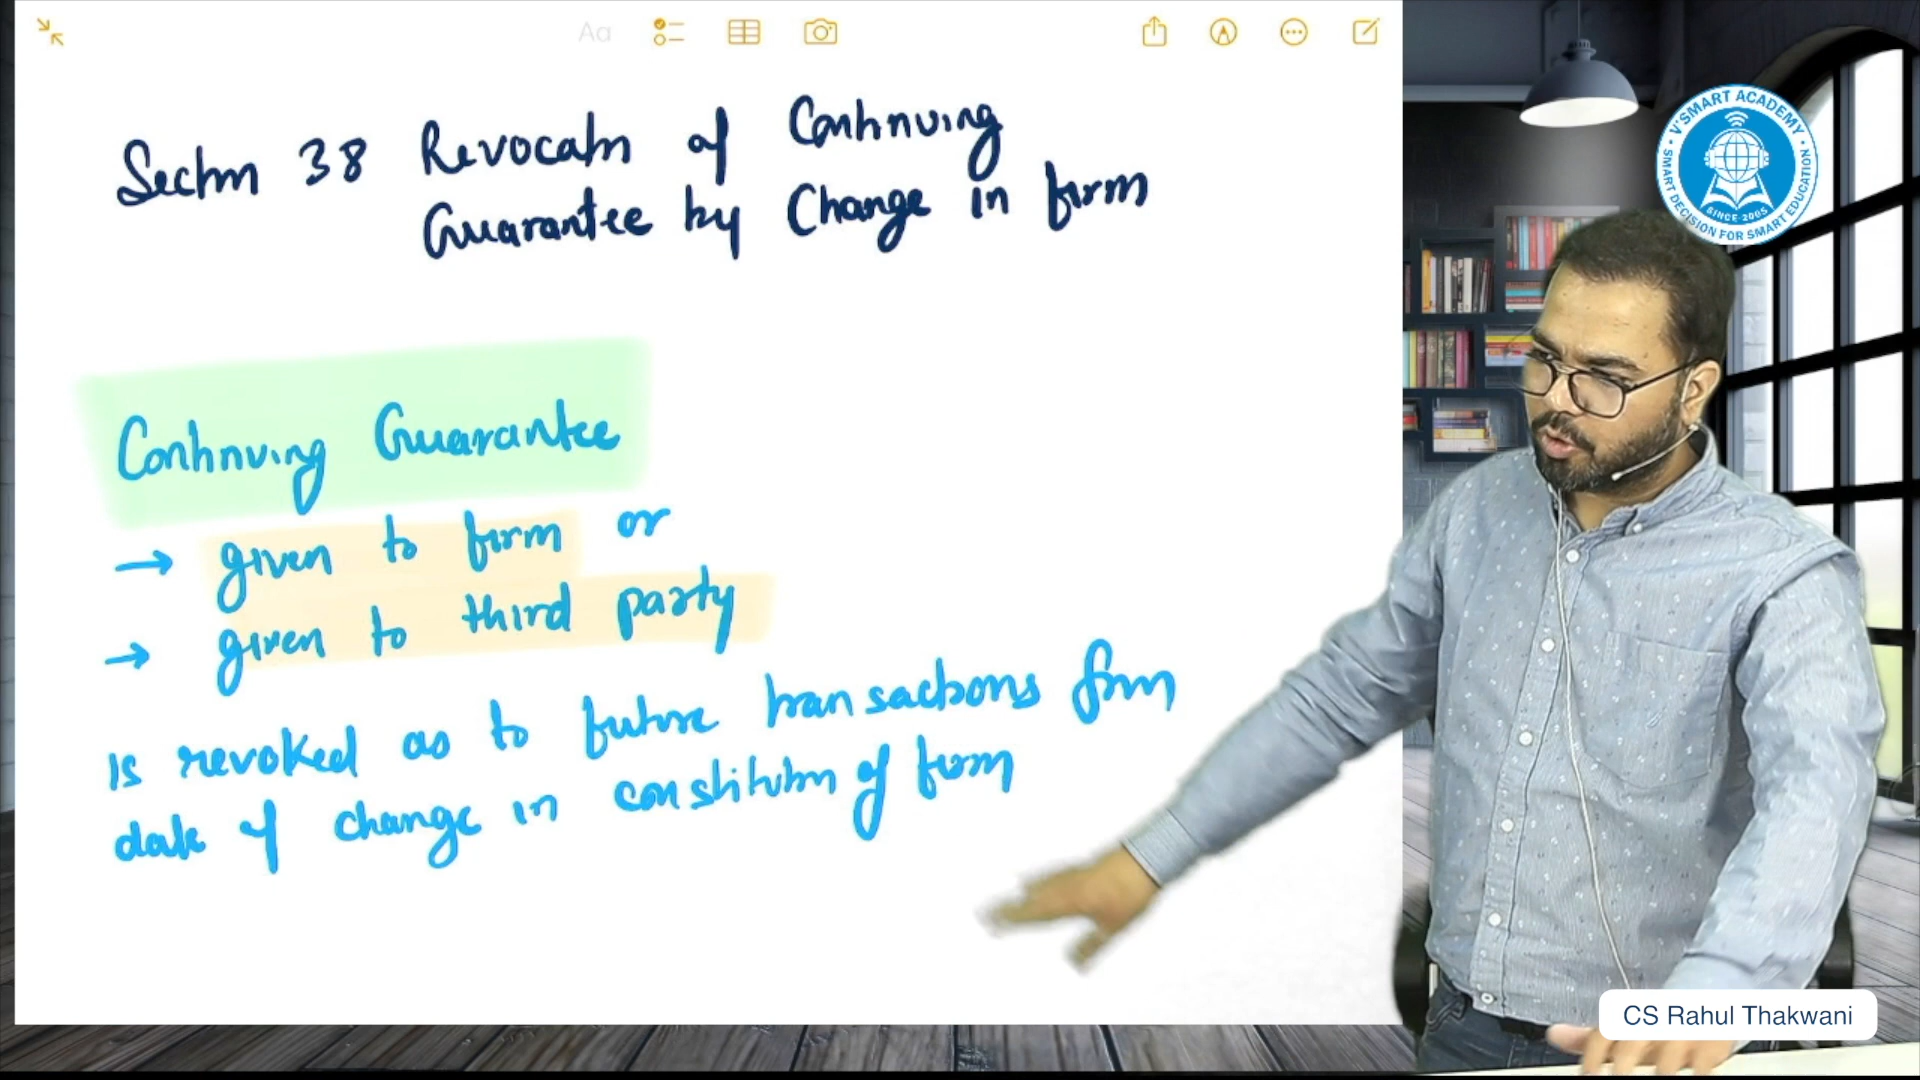 Aa
Section 38 Revocatn of Continuing
Guarantee by Change in firm
Continuing Guarantee
→ given to firm or
→ given to third party
is revoked as to future transactions from
date of change in constitutn of firm
V'SMART ACADEMY
SMART DECISION FOR SMART EDUCATION
SINCE-2005
CS Rahul Thakwani